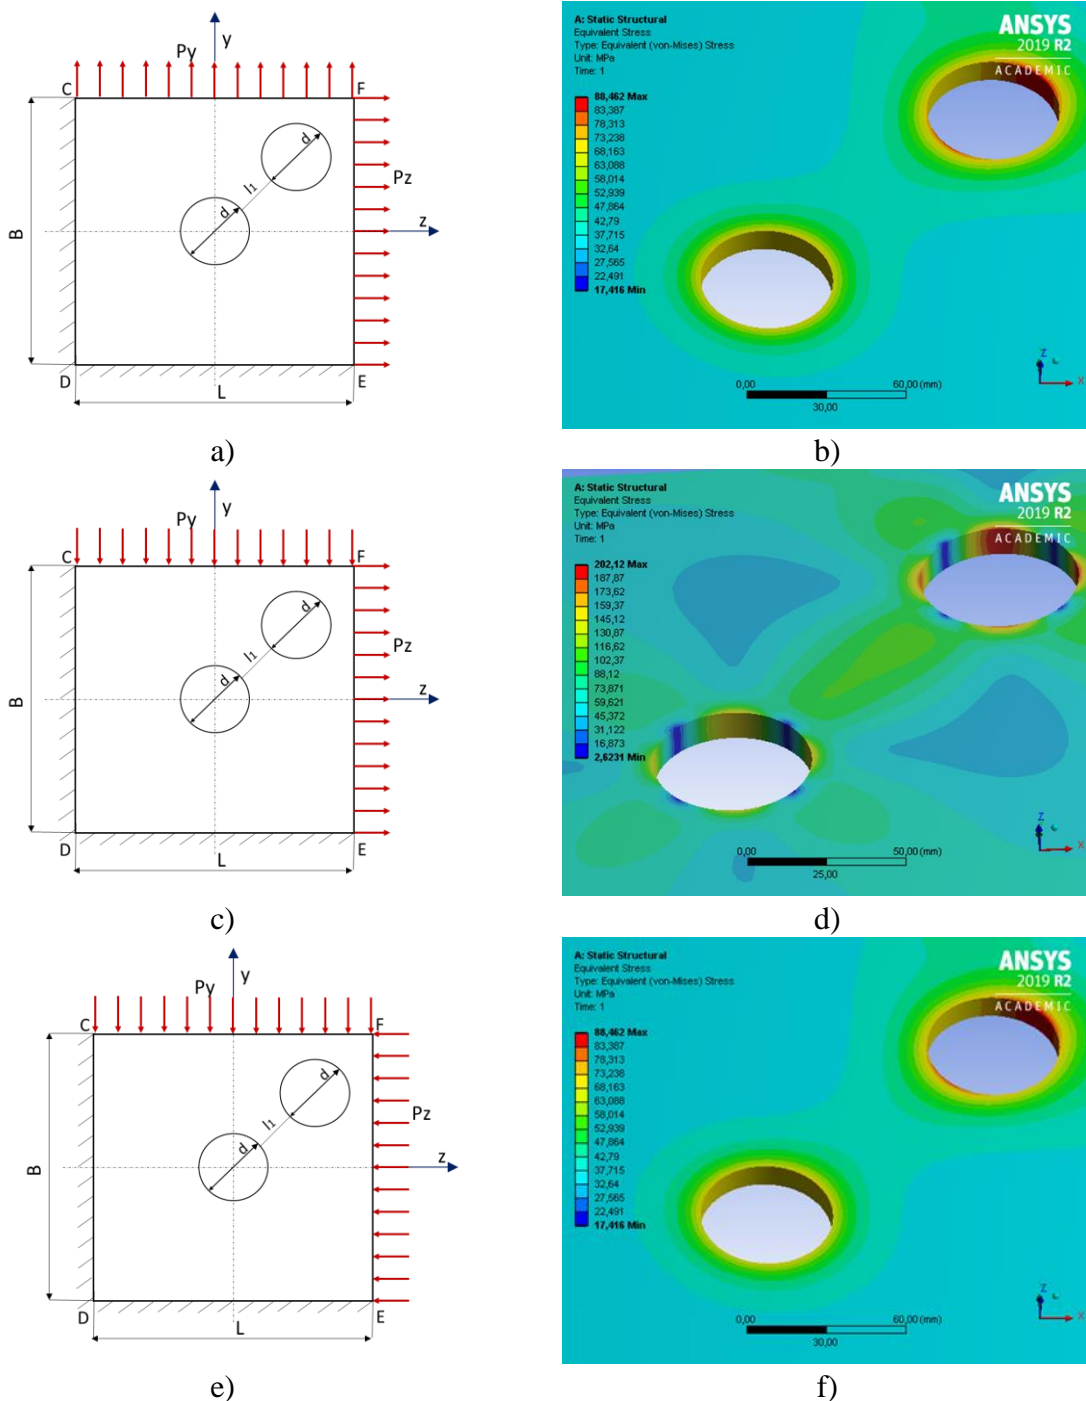 y
Py
C
F
d
l₁
Pz
d
z
B
D
E
L
a)
A: Static Structural
Equivalent Stress
Type: Equivalent (von-Mises) Stress
Unit: MPa
Time: 1
88,462 Max
83,387
78,313
73,238
68,163
63,088
58,014
52,939
47,864
42,79
37,715
32,64
27,565
22,491
17,416 Min
ANSYS
2019 R2
ACADEMIC
0,00
60,00 (mm)
30,00
Z
X
b)
y
Py
C
F
d
l₁
Pz
d
z
B
D
E
L
c)
A: Static Structural
Equivalent Stress
Type: Equivalent (von-Mises) Stress
Unit: MPa
Time: 1
202,12 Max
187,87
173,62
159,37
145,12
130,87
116,62
102,37
88,12
73,871
59,621
45,372
31,122
16,873
2,6231 Min
ANSYS
2019 R2
ACADEMIC
0,00
50,00 (mm)
25,00
Z
X
d)
y
Py
C
F
d
l₁
Pz
d
z
B
D
E
L
e)
A: Static Structural
Equivalent Stress
Type: Equivalent (von-Mises) Stress
Unit: MPa
Time: 1
88,462 Max
83,387
78,313
73,238
68,163
63,088
58,014
52,939
47,864
42,79
37,715
32,64
27,565
22,491
17,416 Min
ANSYS
2019 R2
ACADEMIC
0,00
60,00 (mm)
30,00
Z
X
f)